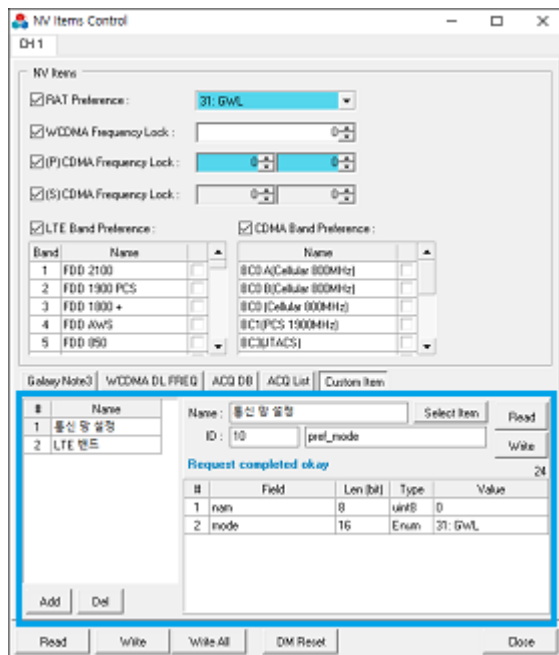 NV Items Control
CH 1
NV Items
RAT Preference : 31: GWL
WCDMA Frequency Lock : 0
(P)CDMA Frequency Lock : 0 0
(S)CDMA Frequency Lock : 0 0
LTE Band Preference : CDMA Band Preference :
Band Name Name
1 FDD 2100 BC0 A(Cellular 800MHz)
2 FDD 1900 PCS BC0 B(Cellular 800MHz)
3 FDD 1800 + BC0 (Cellular 800MHz)
4 FDD AWS BC1(PCS 1900MHz)
5 FDD 850 BC3(JTACS)
Galaxy Note3 WCDMA DL FREQ ACQ DB ACQ List Custom Item
# Name
1 통신 망 설정
2 LTE 밴드
Name : 통신 망 설정 Select Item Read
ID : 10 pref_mode Write
Request completed okay 24
# Field Len (bit) Type Value
1 nam 8 uint8 0
2 mode 16 Enum 31: GWL
Add Del
Read Write Write All DM Reset Close